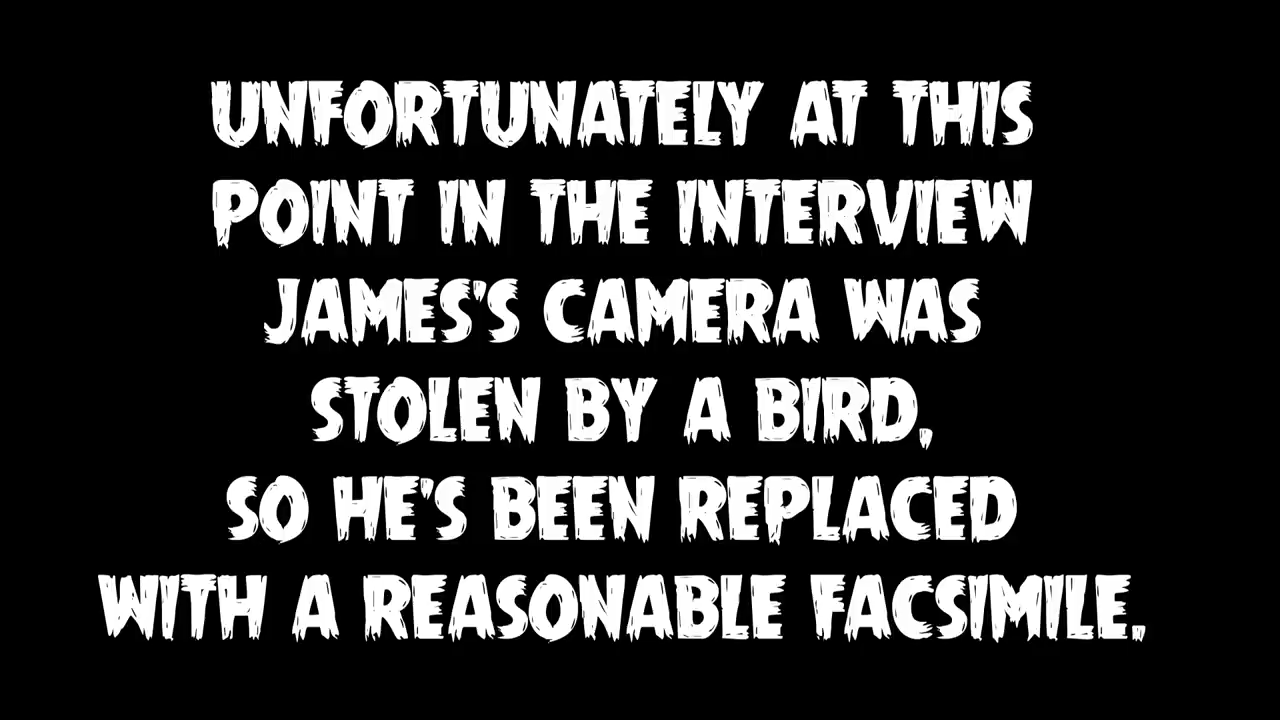 UNFORTUNATELY AT THIS
POINT IN THE INTERVIEW
JAMES'S CAMERA WAS
STOLEN BY A BIRD,
SO HE'S BEEN REPLACED
WITH A REASONABLE FACSIMILE.